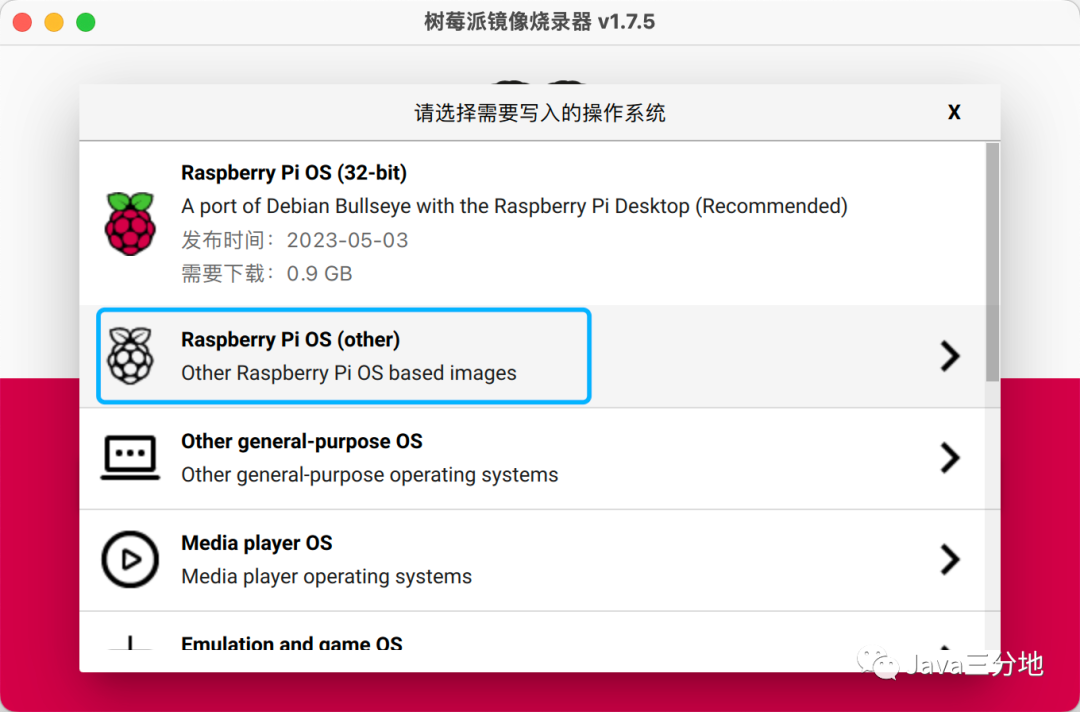 树莓派镜像烧录器 v1.7.5
请选择需要写入的操作系统
X
Raspberry Pi OS (32-bit)
A port of Debian Bullseye with the Raspberry Pi Desktop (Recommended)
发布时间：2023-05-03
需要下载：0.9 GB
Raspberry Pi OS (other)
Other Raspberry Pi OS based images
Other general-purpose OS
Other general-purpose operating systems
Media player OS
Media player operating systems
Emulation and game OS
Java三分地